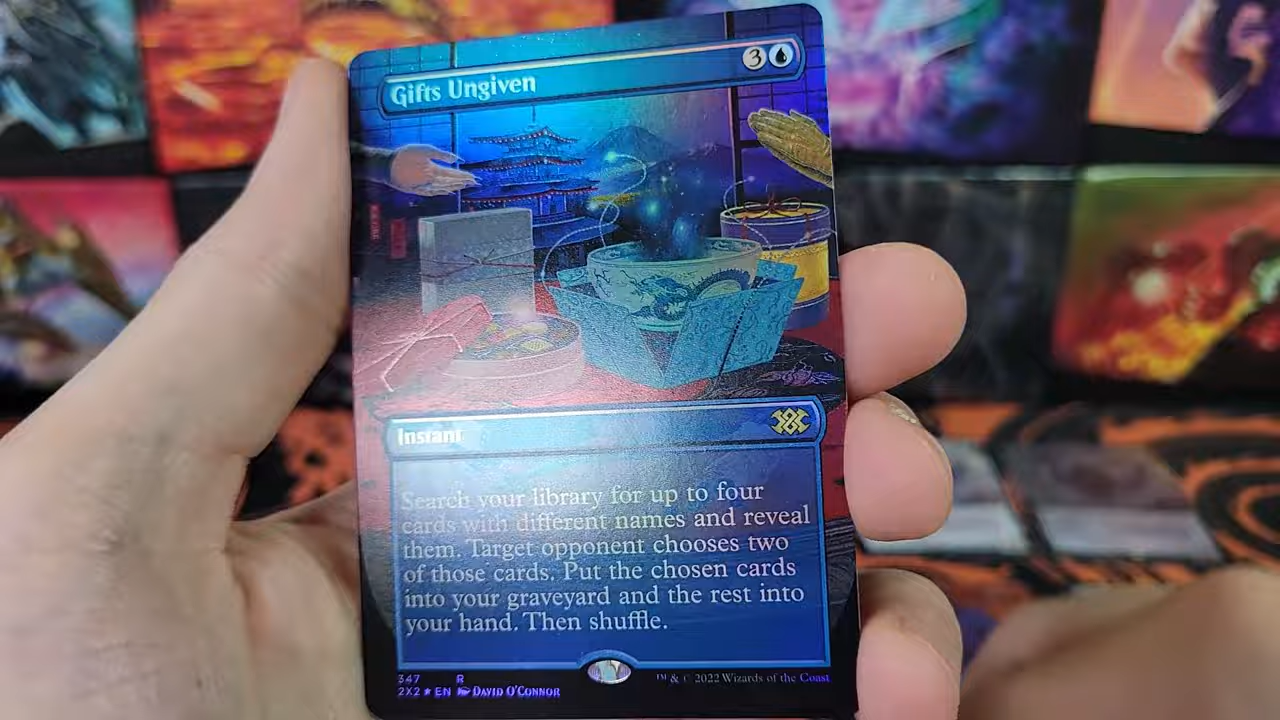 Gifts Ungiven
3
Instant
Search your library for up to four
cards with different names and reveal
them. Target opponent chooses two
of those cards. Put the chosen cards
into your graveyard and the rest into
your hand. Then shuffle.
347 R
2X2 ★ EN DAVID O'CONNOR
™ & © 2022 Wizards of the Coast